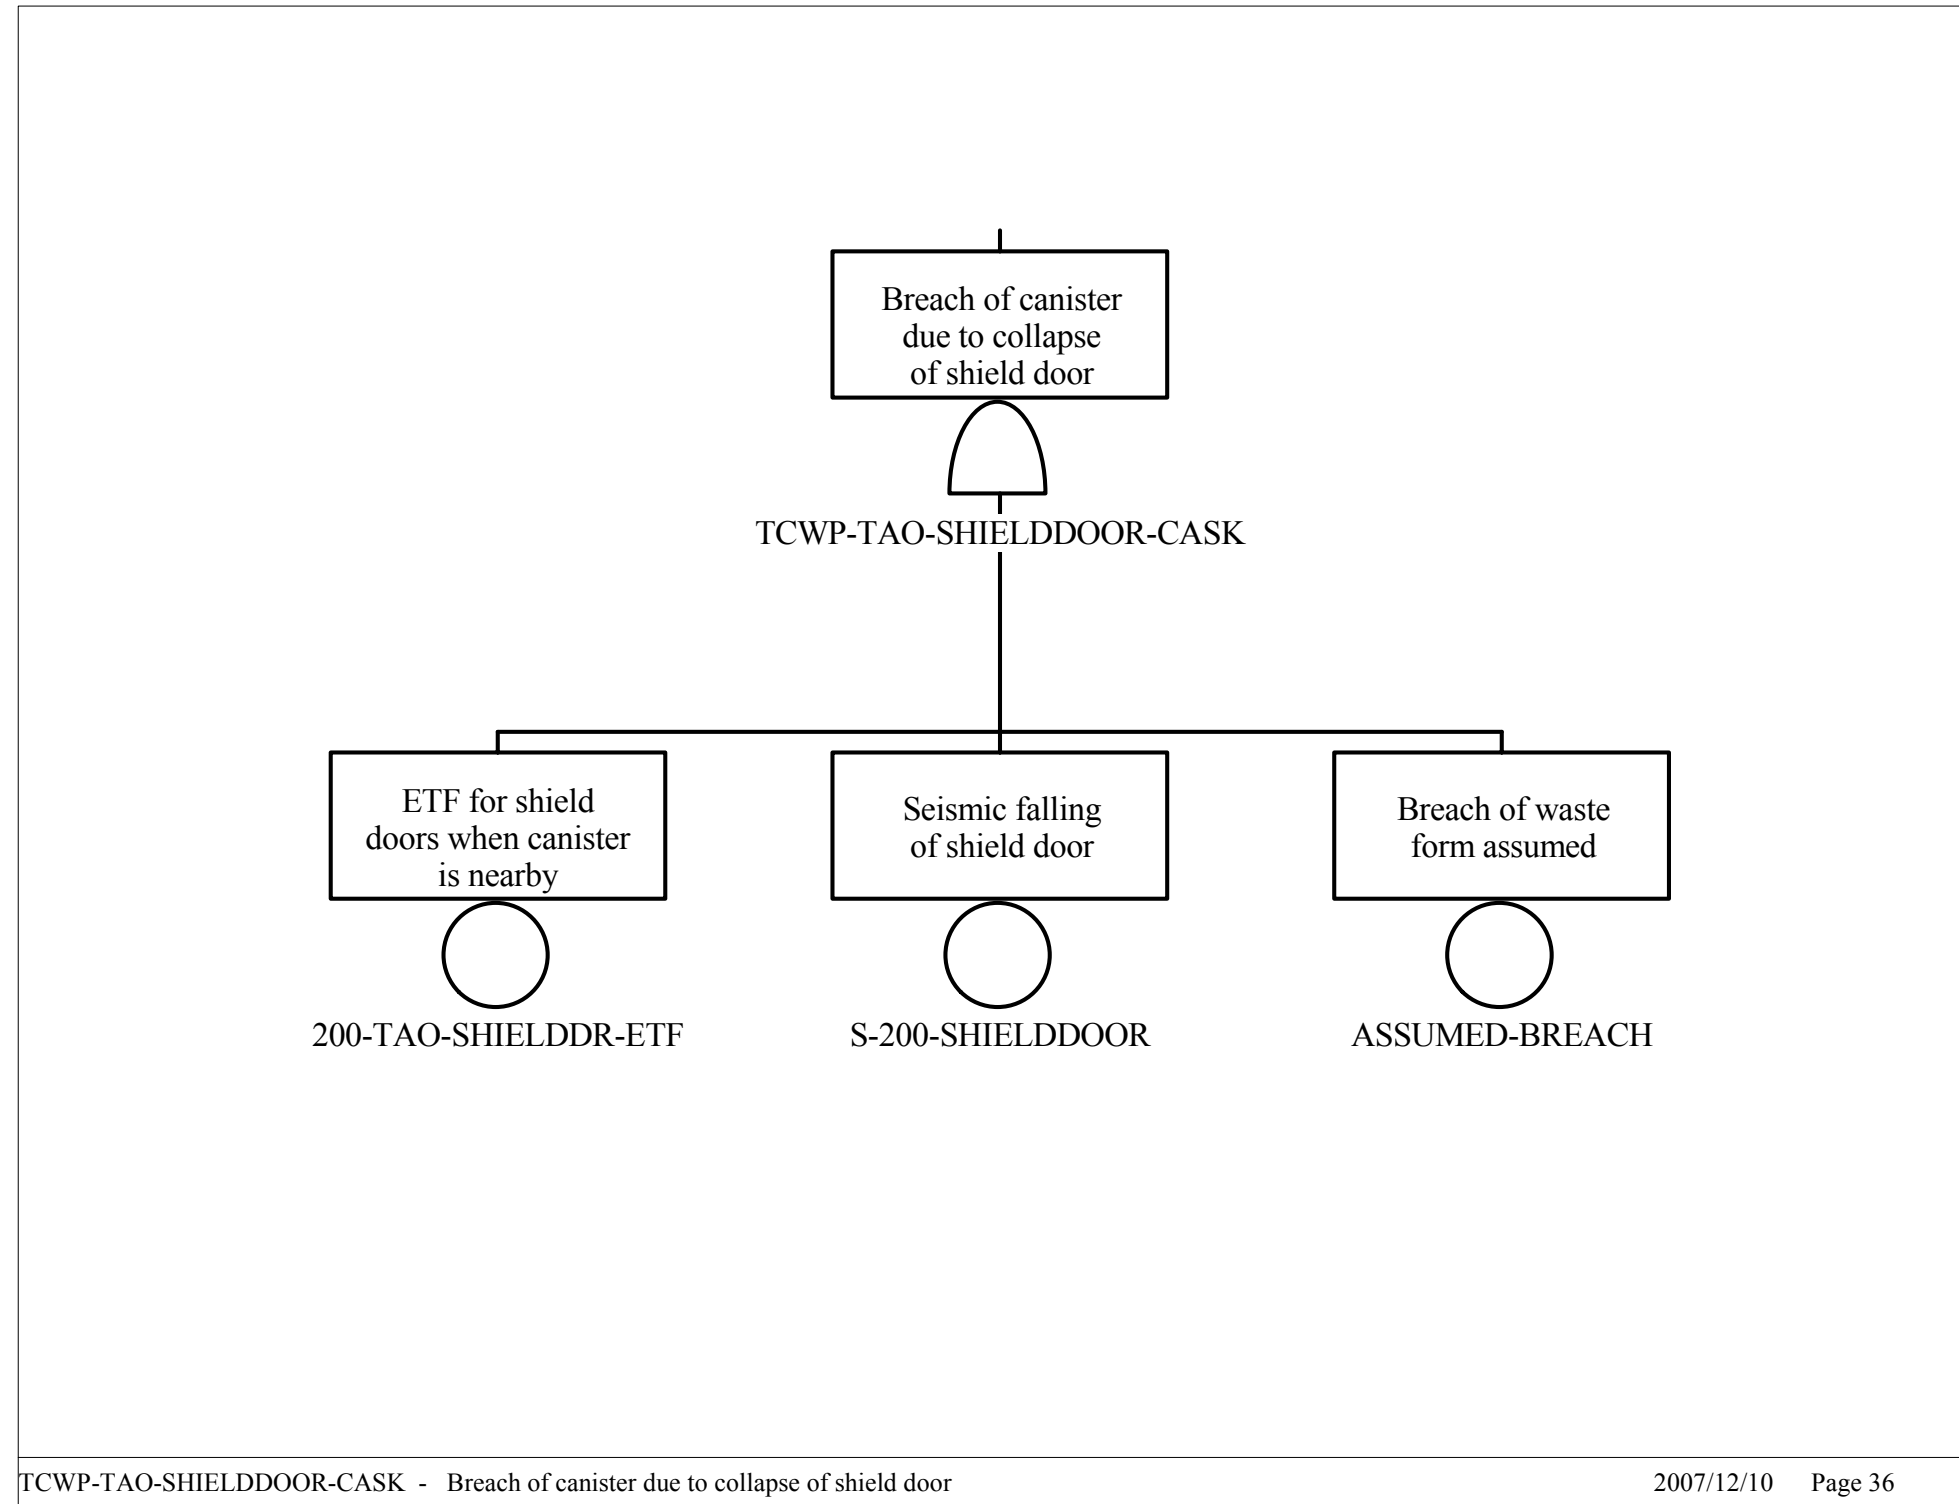 Breach of canister
due to collapse
of shield door
TCWP-TAO-SHIELDDOOR-CASK
ETF for shield
doors when canister
is nearby
200-TAO-SHIELDDR-ETF
Seismic falling
of shield door
S-200-SHIELDDOOR
Breach of waste
form assumed
ASSUMED-BREACH
TCWP-TAO-SHIELDDOOR-CASK - Breach of canister due to collapse of shield door 2007/12/10 Page 36